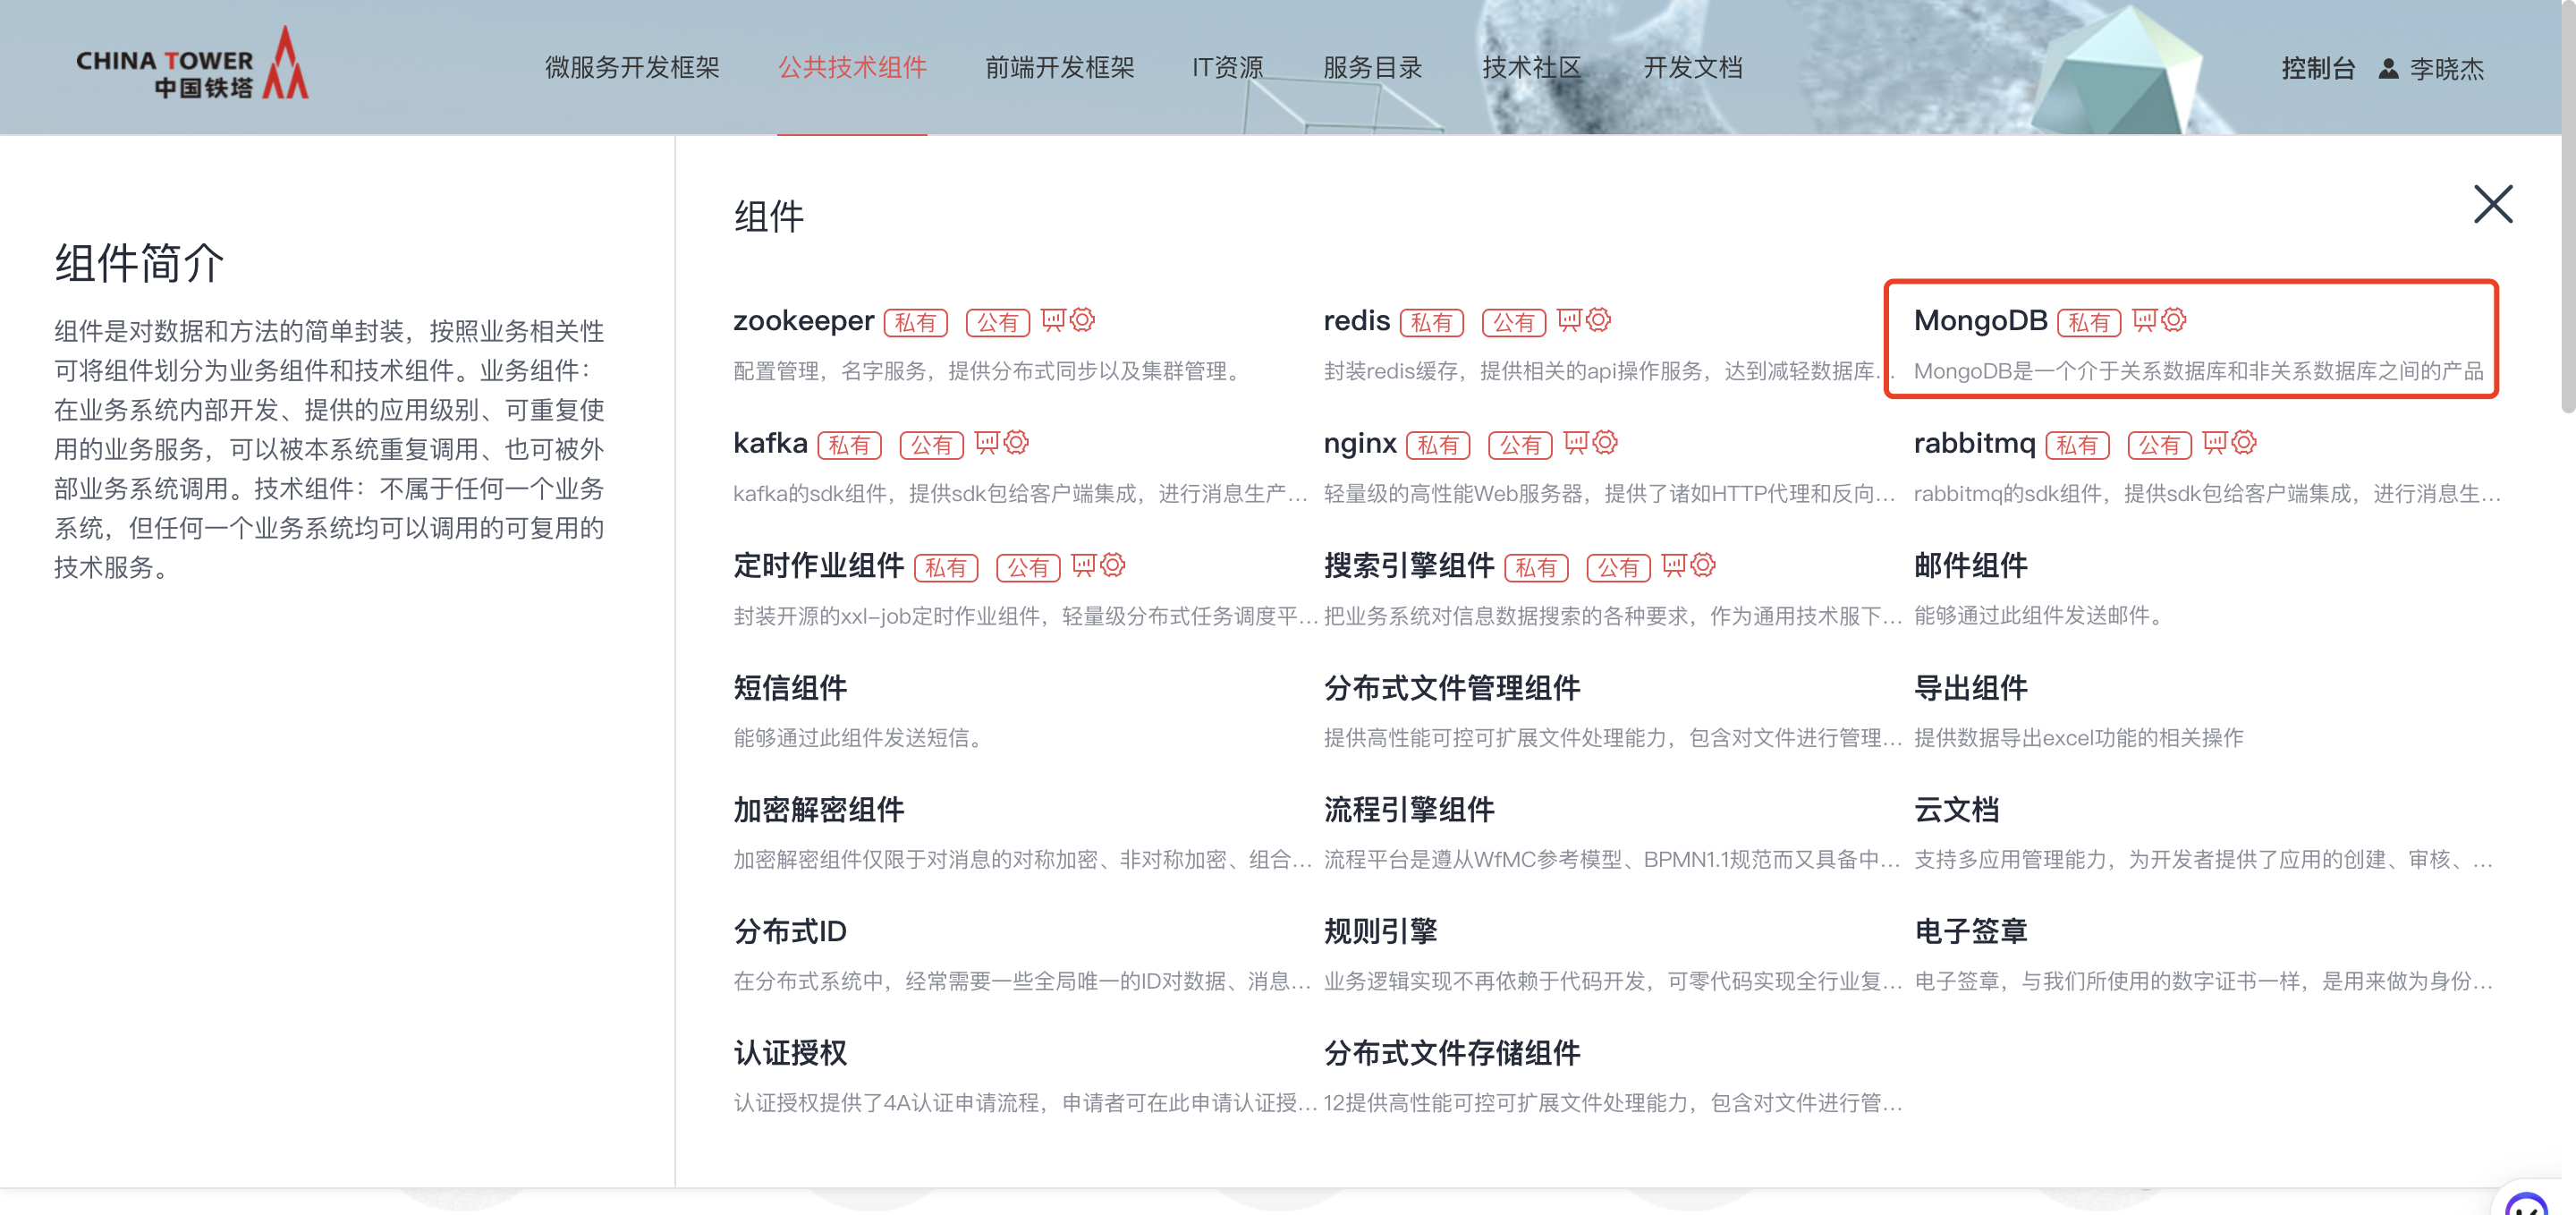 CHINA TOWER
中国铁塔
微服务开发框架
公共技术组件
前端开发框架
IT资源
服务目录
技术社区
开发文档
控制台
李晓杰
组件简介
组件是对数据和方法的简单封装，按照业务相关性
可将组件划分为业务组件和技术组件。业务组件：
在业务系统内部开发、提供的应用级别、可重复使
用的业务服务，可以被本系统重复调用、也可被外
部业务系统调用。技术组件：不属于任何一个业务
系统，但任何一个业务系统均可以调用的可复用的
技术服务。
组件
zookeeper 私有 公有
配置管理，名字服务，提供分布式同步以及集群管理。
redis 私有 公有
封装redis缓存，提供相关的api操作服务，达到减轻数据库...
MongoDB 私有
MongoDB是一个介于关系数据库和非关系数据库之间的产品
kafka 私有 公有
kafka的sdk组件，提供sdk包给客户端集成，进行消息生产...
nginx 私有 公有
轻量级的高性能Web服务器，提供了诸如HTTP代理和反向...
rabbitmq 私有 公有
rabbitmq的sdk组件，提供sdk包给客户端集成，进行消息生...
定时作业组件 私有 公有
封装开源的xxl-job定时作业组件，轻量级分布式任务调度平...
搜索引擎组件 私有 公有
把业务系统对信息数据搜索的各种要求，作为通用技术服下...
邮件组件
能够通过此组件发送邮件。
短信组件
能够通过此组件发送短信。
分布式文件管理组件
提供高性能可控可扩展文件处理能力，包含对文件进行管理...
导出组件
提供数据导出excel功能的相关操作
加密解密组件
加密解密组件仅限于对消息的对称加密、非对称加密、组合...
流程引擎组件
流程平台是遵从WfMC参考模型、BPMN1.1规范而又具备中...
云文档
支持多应用管理能力，为开发者提供了应用的创建、审核、...
分布式ID
在分布式系统中，经常需要一些全局唯一的ID对数据、消息...
规则引擎
业务逻辑实现不再依赖于代码开发，可零代码实现全行业复...
电子签章
电子签章，与我们所使用的数字证书一样，是用来做为身份...
认证授权
认证授权提供了4A认证申请流程，申请者可在此申请认证授...
分布式文件存储组件
12提供高性能可控可扩展文件处理能力，包含对文件进行管...